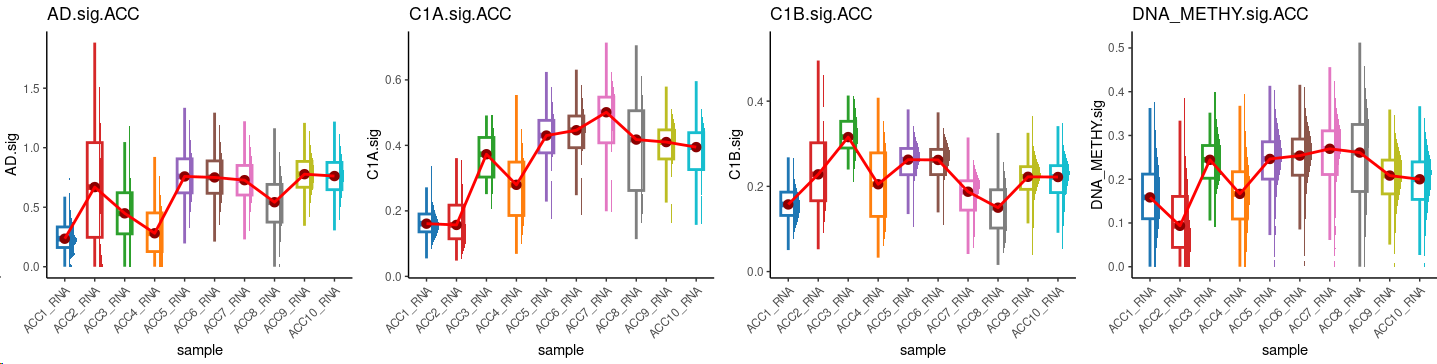 AD.sig.ACC
AD.sig
1.5
1.0
0.5
0.0
ACC1_RNA
ACC2_RNA
ACC3_RNA
ACC4_RNA
ACC5_RNA
ACC6_RNA
ACC7_RNA
ACC8_RNA
ACC9_RNA
ACC10_RNA
sample
C1A.sig.ACC
C1A.sig
0.6
0.4
0.2
0.0
ACC1_RNA
ACC2_RNA
ACC3_RNA
ACC4_RNA
ACC5_RNA
ACC6_RNA
ACC7_RNA
ACC8_RNA
ACC9_RNA
ACC10_RNA
sample
C1B.sig.ACC
C1B.sig
0.4
0.2
0.0
ACC1_RNA
ACC2_RNA
ACC3_RNA
ACC4_RNA
ACC5_RNA
ACC6_RNA
ACC7_RNA
ACC8_RNA
ACC9_RNA
ACC10_RNA
sample
DNA_METHY.sig.ACC
DNA_METHY.sig
0.5
0.4
0.3
0.2
0.1
0.0
ACC1_RNA
ACC2_RNA
ACC3_RNA
ACC4_RNA
ACC5_RNA
ACC6_RNA
ACC7_RNA
ACC8_RNA
ACC9_RNA
ACC10_RNA
sample